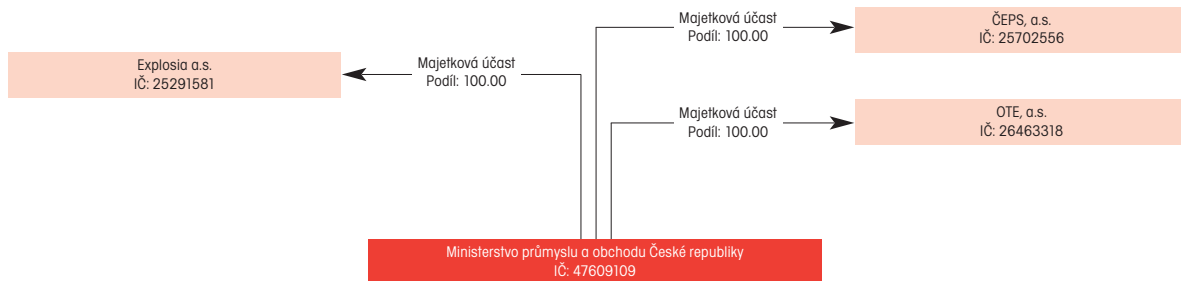 Majetková účast
Podíl: 100.00
ČEPS, a.s.
IČ: 25702556
Explosia a.s.
IČ: 25291581
Majetková účast
Podíl: 100.00
Majetková účast
Podíl: 100.00
OTE, a.s.
IČ: 26463318
Ministerstvo průmyslu a obchodu České republiky
IČ: 47609109